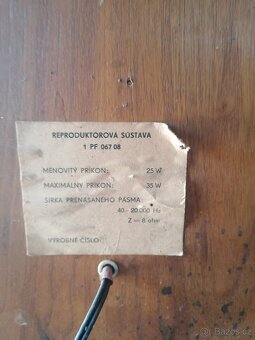 REPRODUKTOROVÁ SÚSTAVA
1 PF 067 08
MENOVITÝ PRÍKON: 25 W
MAXIMÁLNY PRÍKON: 35 W
ŠÍRKA PRENÁŠANÉHO PÁSMA
40 - 20 000 Hz
Z — 8 ohm
VÝROBNÉ ČÍSLO:
Bazoš.cz